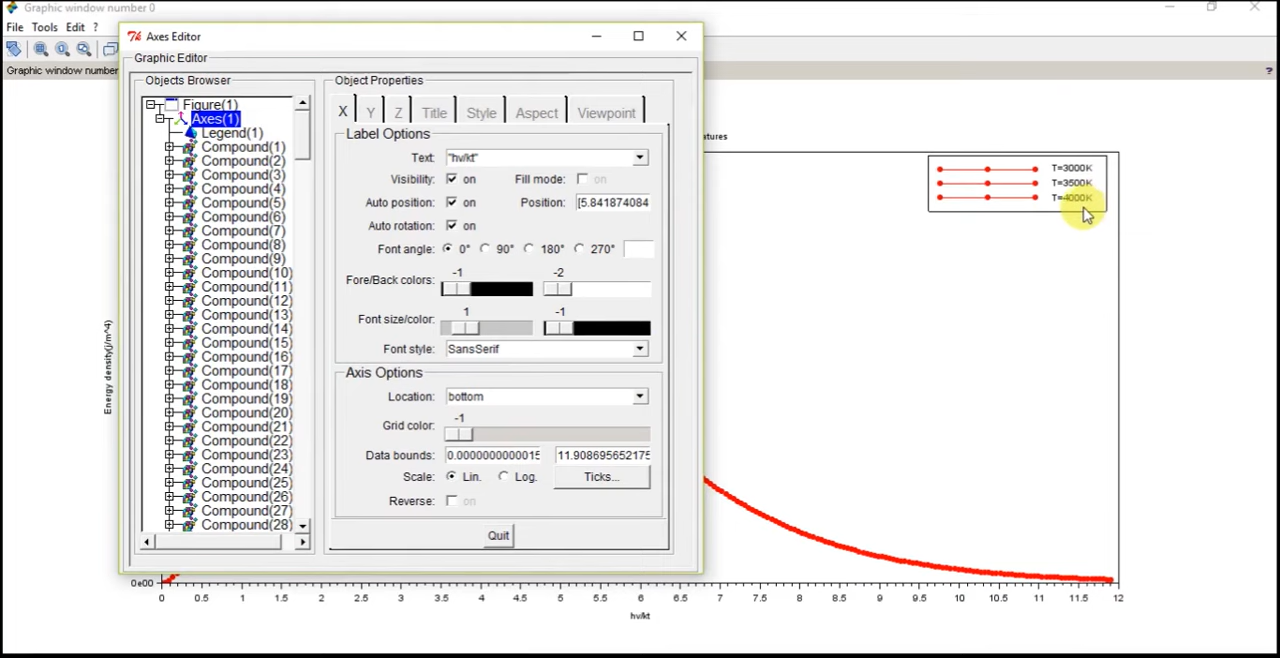 Graphic window number 0
File Tools Edit ?
Graphic window number
?
Axes Editor
Graphic Editor
Objects Browser
Figure(1)
Axes(1)
Legend(1)
Compound(1)
Compound(2)
Compound(3)
Compound(4)
Compound(5)
Compound(6)
Compound(7)
Compound(8)
Compound(9)
Compound(10)
Compound(11)
Compound(12)
Compound(13)
Compound(14)
Compound(15)
Compound(16)
Compound(17)
Compound(18)
Compound(19)
Compound(20)
Compound(21)
Compound(22)
Compound(23)
Compound(24)
Compound(25)
Compound(26)
Compound(27)
Compound(28)
Object Properties
X Y Z Title Style Aspect Viewpoint
Label Options
Text: "hv/kt"
Visibility: on Fill mode: on
Auto position: on Position: [5.841874084
Auto rotation: on
Font angle: 0° 90° 180° 270°
-1 -2
Fore/Back colors:
1 -1
Font size/color:
Font style: SansSerif
Axis Options
Location: bottom
-1
Grid color:
Data bounds: 0.0000000000015 11.908695652175
Scale: Lin. Log. Ticks...
Reverse: on
Quit
atures
T=3000K
T=3500K
T=4000K
Energy density(j/m^4)
0e00
0 0.5 1 1.5 2 2.5 3 3.5 4 4.5 5 5.5 6 6.5 7 7.5 8 8.5 9 9.5 10 10.5 11 11.5 12
hv/kt